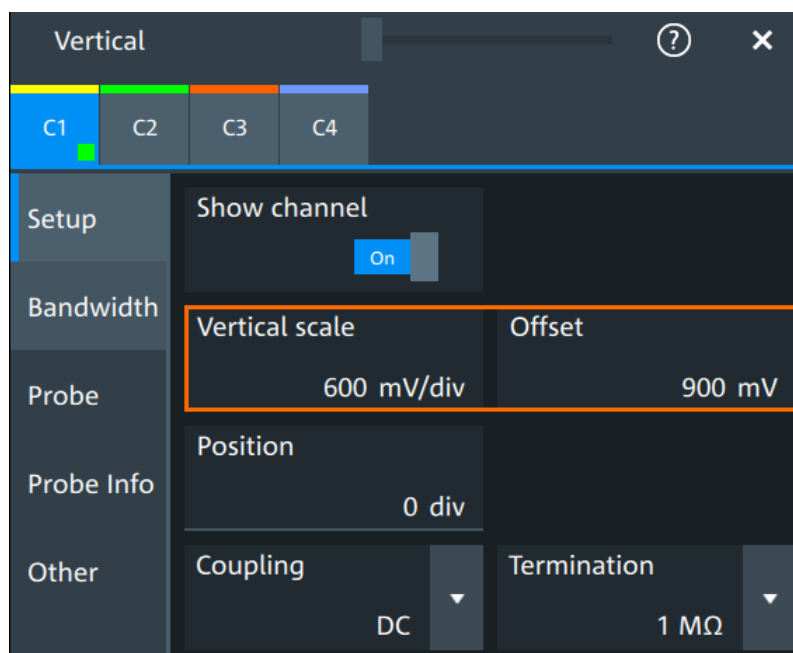 Vertical ? ×
C1 C2 C3 C4
Setup
Show channel
On
Bandwidth
Vertical scale Offset
600 mV/div 900 mV
Probe
Position
Probe Info
0 div
Other
Coupling Termination
DC 1 MΩ